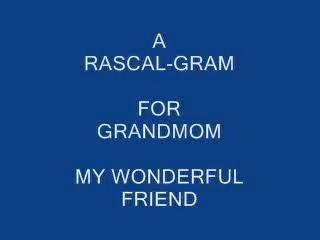 A
RASCAL-GRAM
FOR
GRANDMOM
MY WONDERFUL
FRIEND